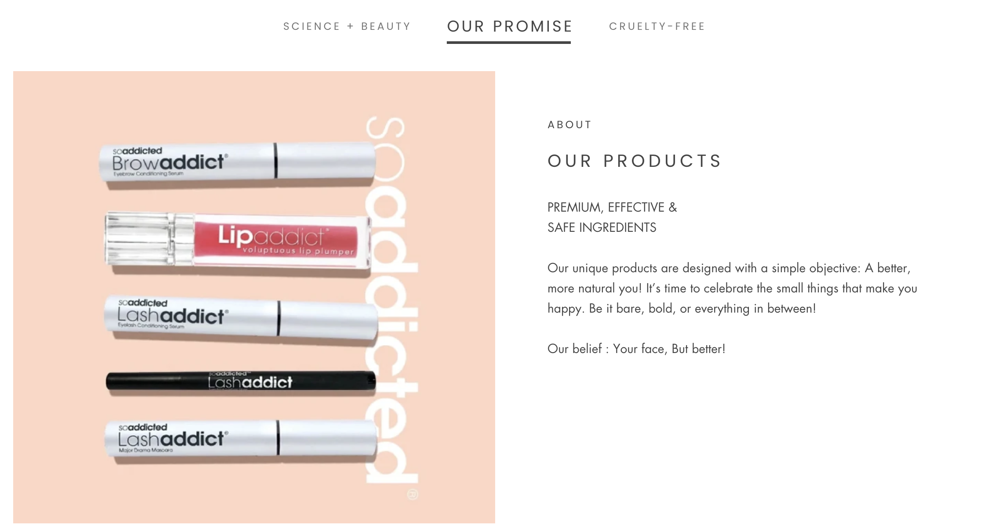 SCIENCE + BEAUTY
OUR PROMISE
CRUELTY-FREE
soaddicted®
soaddicted
Browaddict®
Eyebrow Conditioning Serum
Lipaddict®
voluptuous lip plumper
soaddicted
Lashaddict®
Eyelash Conditioning Serum
soaddicted™
Lashaddict
soaddicted
Lashaddict®
Major Drama Mascara
ABOUT
OUR PRODUCTS
PREMIUM, EFFECTIVE &
SAFE INGREDIENTS
Our unique products are designed with a simple objective: A better,
more natural you! It’s time to celebrate the small things that make you
happy. Be it bare, bold, or everything in between!
Our belief : Your face, But better!